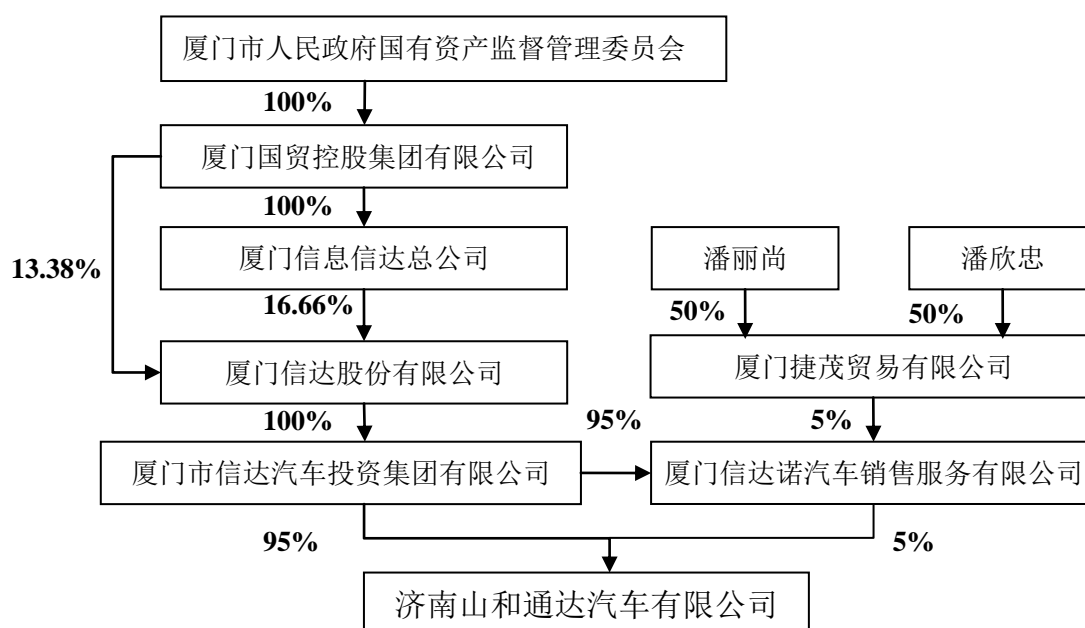 厦门市人民政府国有资产监督管理委员会
100%
厦门国贸控股集团有限公司
100%
厦门信息信达总公司
潘丽尚
潘欣忠
13.38%
16.66%
50%
50%
厦门信达股份有限公司
厦门捷茂贸易有限公司
100%
95%
5%
厦门市信达汽车投资集团有限公司
厦门信达诺汽车销售服务有限公司
95%
5%
济南山和通达汽车有限公司